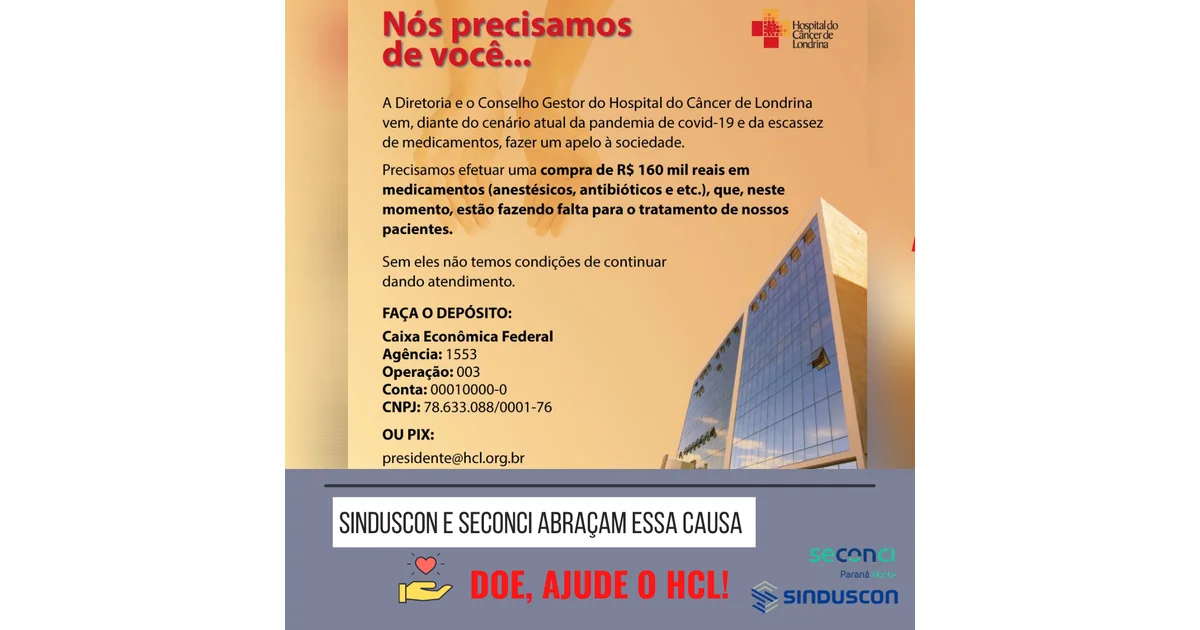 Nós precisamos
de você...
Hospital do
Câncer de
Londrina
A Diretoria e o Conselho Gestor do Hospital do Câncer de Londrina
vem, diante do cenário atual da pandemia de covid-19 e da escassez
de medicamentos, fazer um apelo à sociedade.
Precisamos efetuar uma compra de R$ 160 mil reais em
medicamentos (anestésicos, antibióticos e etc.), que, neste
momento, estão fazendo falta para o tratamento de nossos
pacientes.
Sem eles não temos condições de continuar
dando atendimento.
FAÇA O DEPÓSITO:
Caixa Econômica Federal
Agência: 1553
Operação: 003
Conta: 00010000-0
CNPJ: 78.633.088/0001-76
OU PIX:
presidente@hcl.org.br
SINDUSCON E SECONCI ABRAÇAM ESSA CAUSA
DOE, AJUDE O HCL!
seconci
Paraná
SINDUSCON